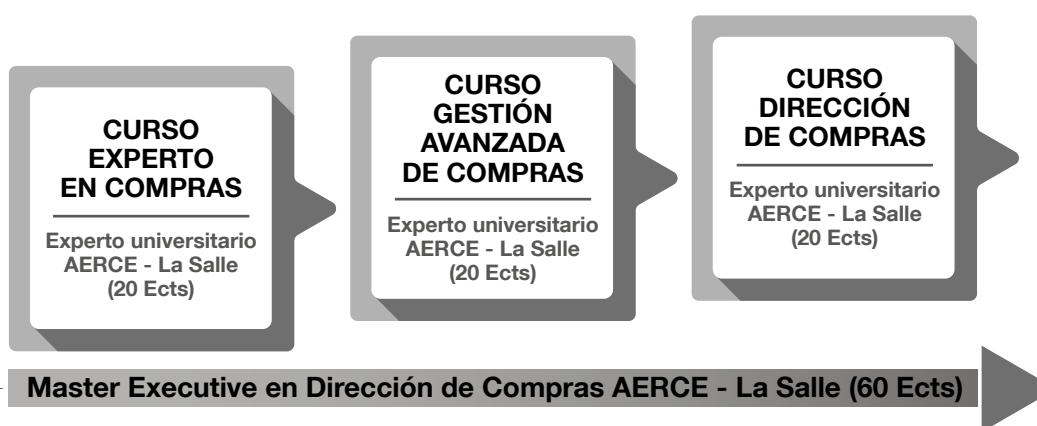 CURSO
EXPERTO
EN COMPRAS
Experto universitario
AERCE - La Salle
(20 Ects)
CURSO
GESTIÓN
AVANZADA
DE COMPRAS
Experto universitario
AERCE - La Salle
(20 Ects)
CURSO
DIRECCIÓN
DE COMPRAS
Experto universitario
AERCE - La Salle
(20 Ects)
Master Executive en Dirección de Compras AERCE - La Salle (60 Ects)